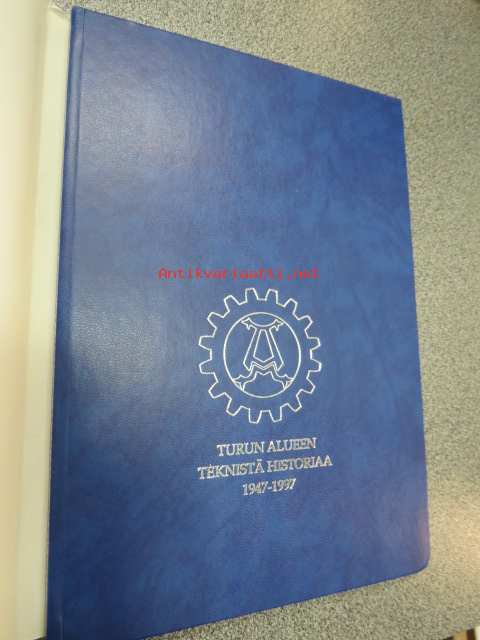 Antikvariaatti.net
TURUN ALUEEN
TEKNISTÄ HISTORIAA
1947-1997